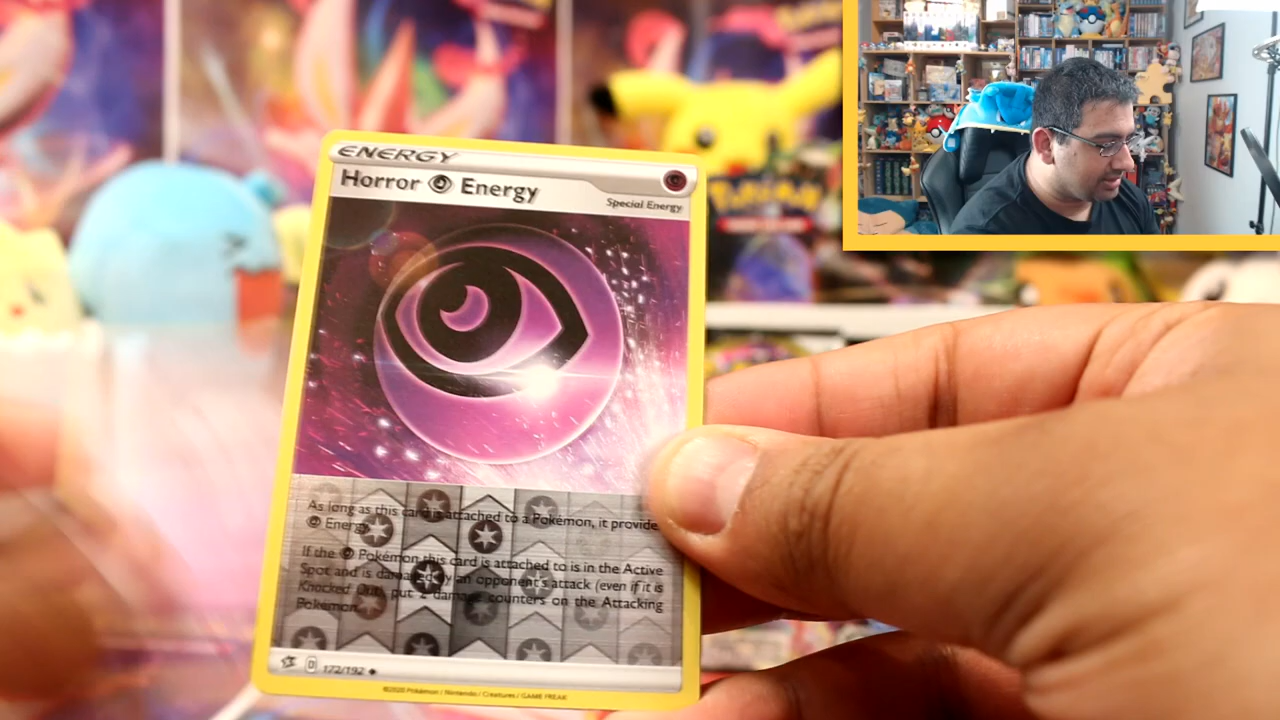 ENERGY
Horror Energy
Special Energy
As long as this card is attached to a Pokémon, it provide
Energy.
If the Pokémon this card is attached to is in the Active
Spot and is damaged by an opponent's attack (even if it is
Knocked Out), put 2 damage counters on the Attacking
Pokémon.
D 172/192
©2020 Pokémon / Nintendo / Creatures / GAME FREAK
Pokémon